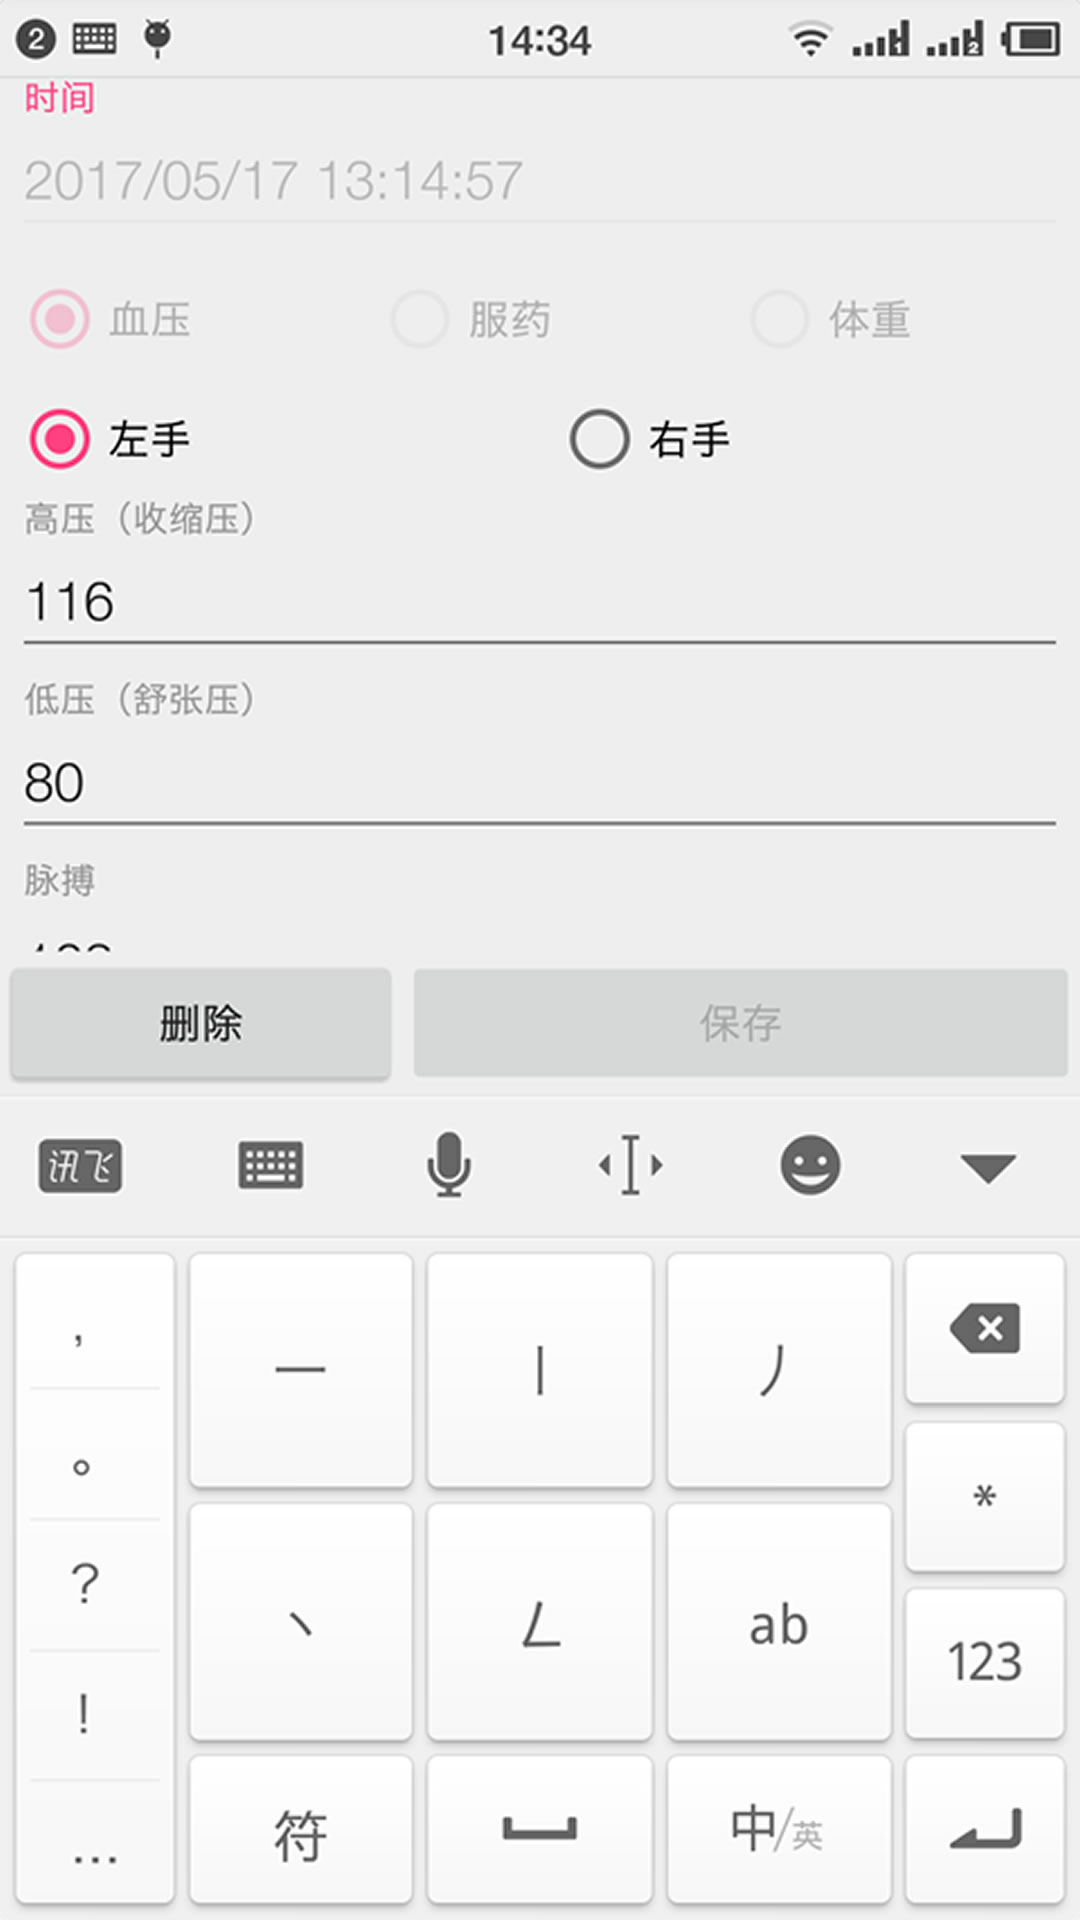 2 14:34 1 2
时间
2017/05/17 13:14:57
血压 服药 体重
左手 右手
高压（收缩压）
116
低压（舒张压）
80
脉搏
删除 保存
讯飞
, 一 丨 丿
。 *
? 丶 ㄥ ab 123
!
... 符 中/英